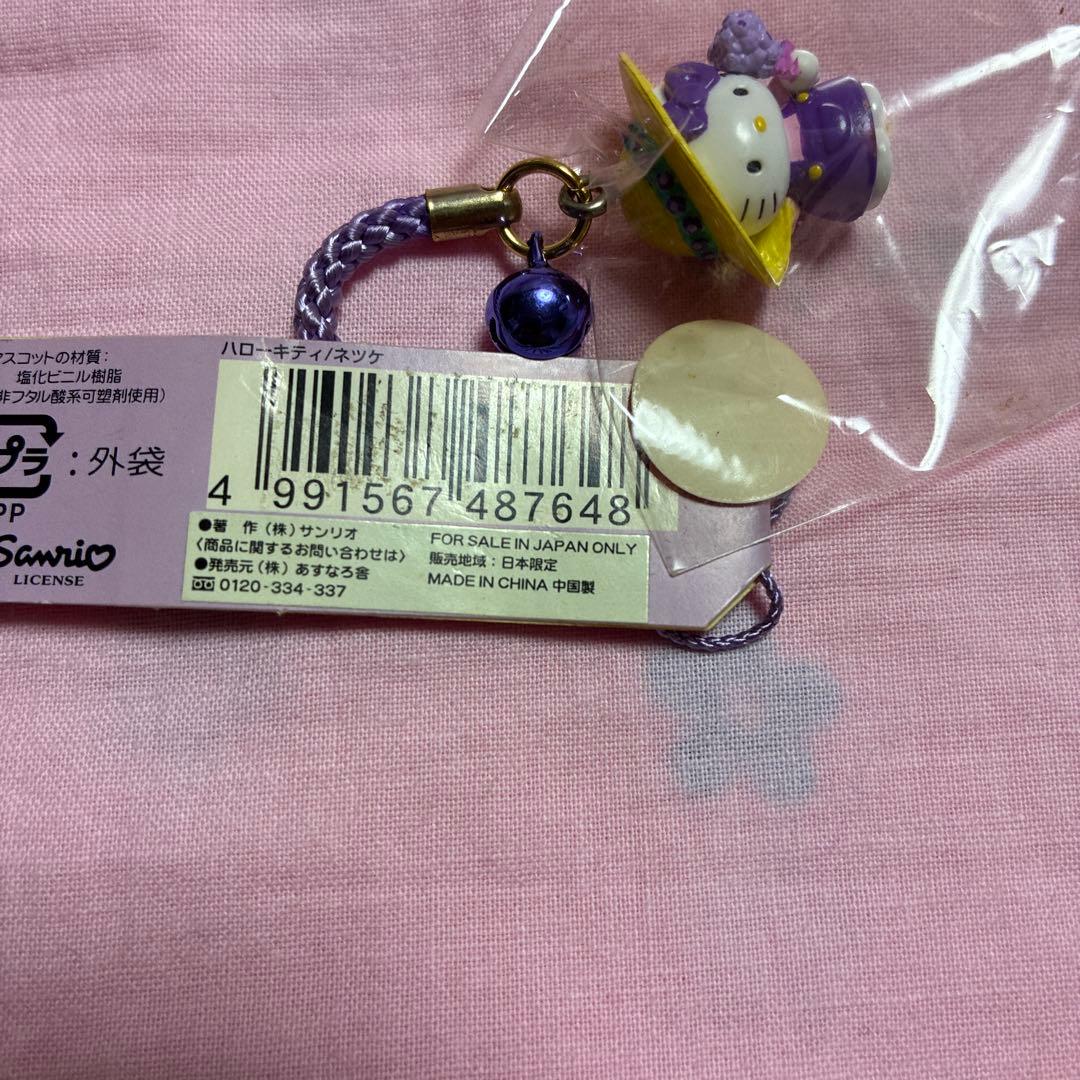 マスコットの材質:
塩化ビニル樹脂
非フタル酸系可塑剤使用)
プラ
:外袋
PP
Sanrio
LICENSE
ハローキティ/ネツケ
4 991567 487648
●著 作(株)サンリオ
〈商品に関するお問い合わせは〉
●発売元(株)あすなろ舎
0120-334-337
FOR SALE IN JAPAN ONLY
販売地域:日本限定
MADE IN CHINA 中国製